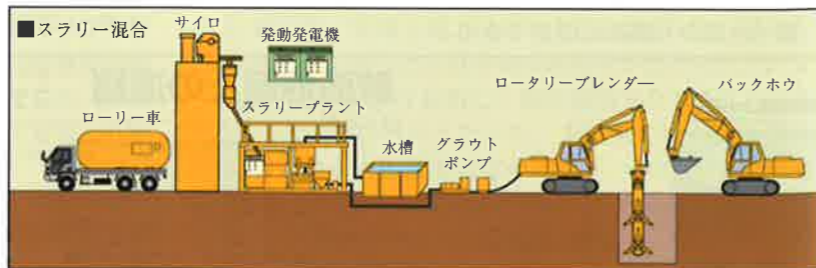 ■スラリー混合
サイロ
発動発電機
ローリー車
スラリープラント
水槽
グラウト
ポンプ
ロータリーブレンダー
バックホウ